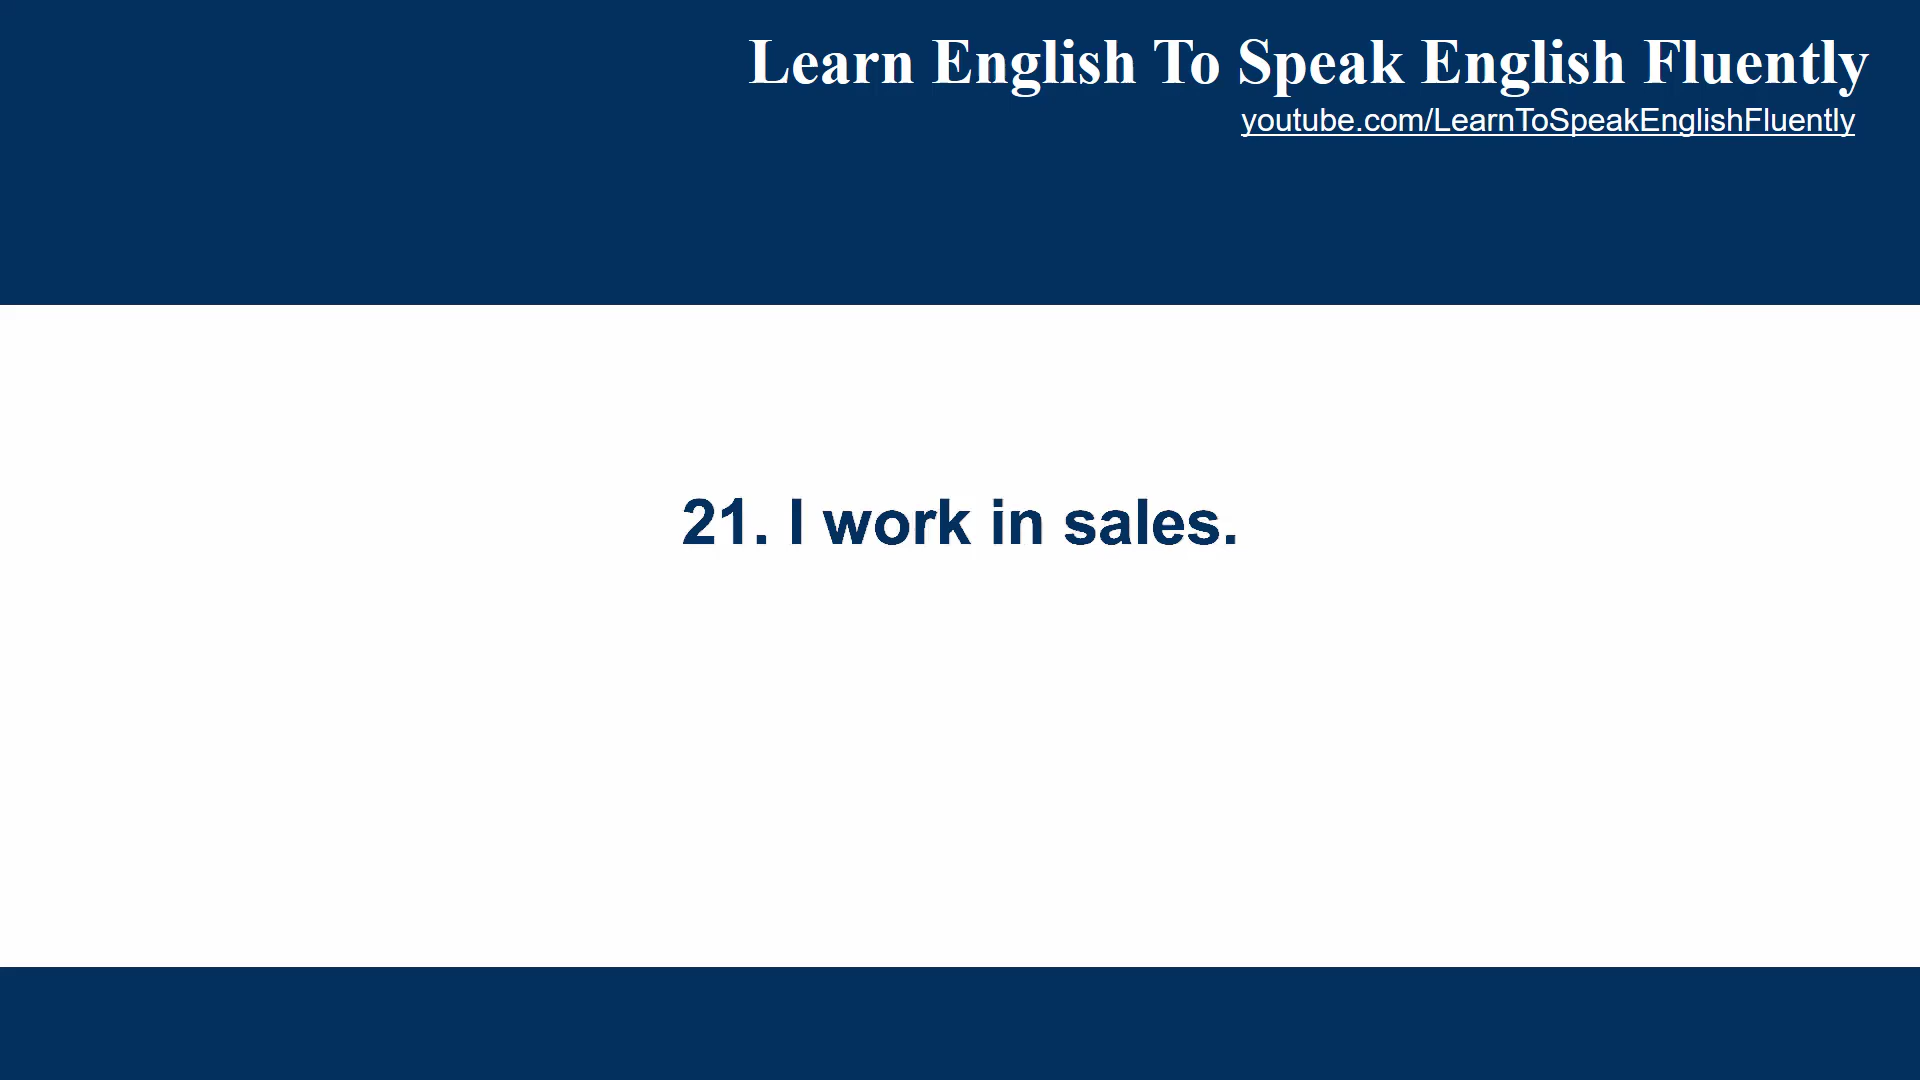 Learn English To Speak English Fluently
youtube.com/LearnToSpeakEnglishFluently
21. I work in sales.